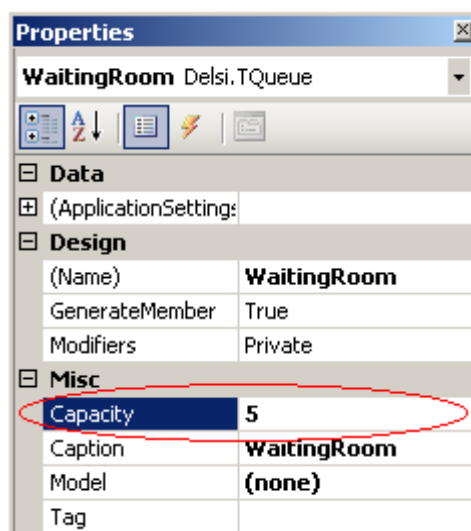 Properties
WaitingRoom Delsi.TQueue
Data
(ApplicationSettings
Design
(Name) WaitingRoom
GenerateMember True
Modifiers Private
Misc
Capacity 5
Caption WaitingRoom
Model (none)
Tag